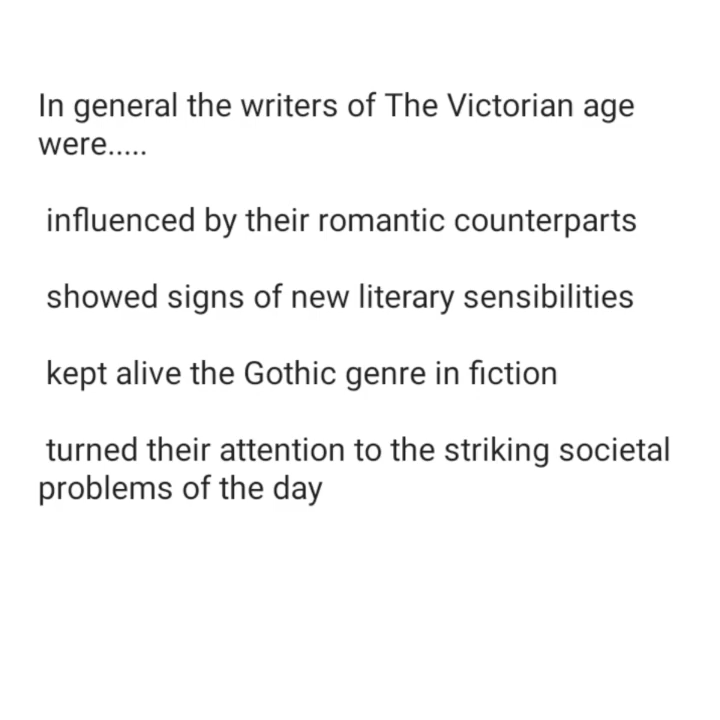 In general the writers of The Victorian age
were.....
influenced by their romantic counterparts
showed signs of new literary sensibilities
kept alive the Gothic genre in fiction
turned their attention to the striking societal
problems of the day